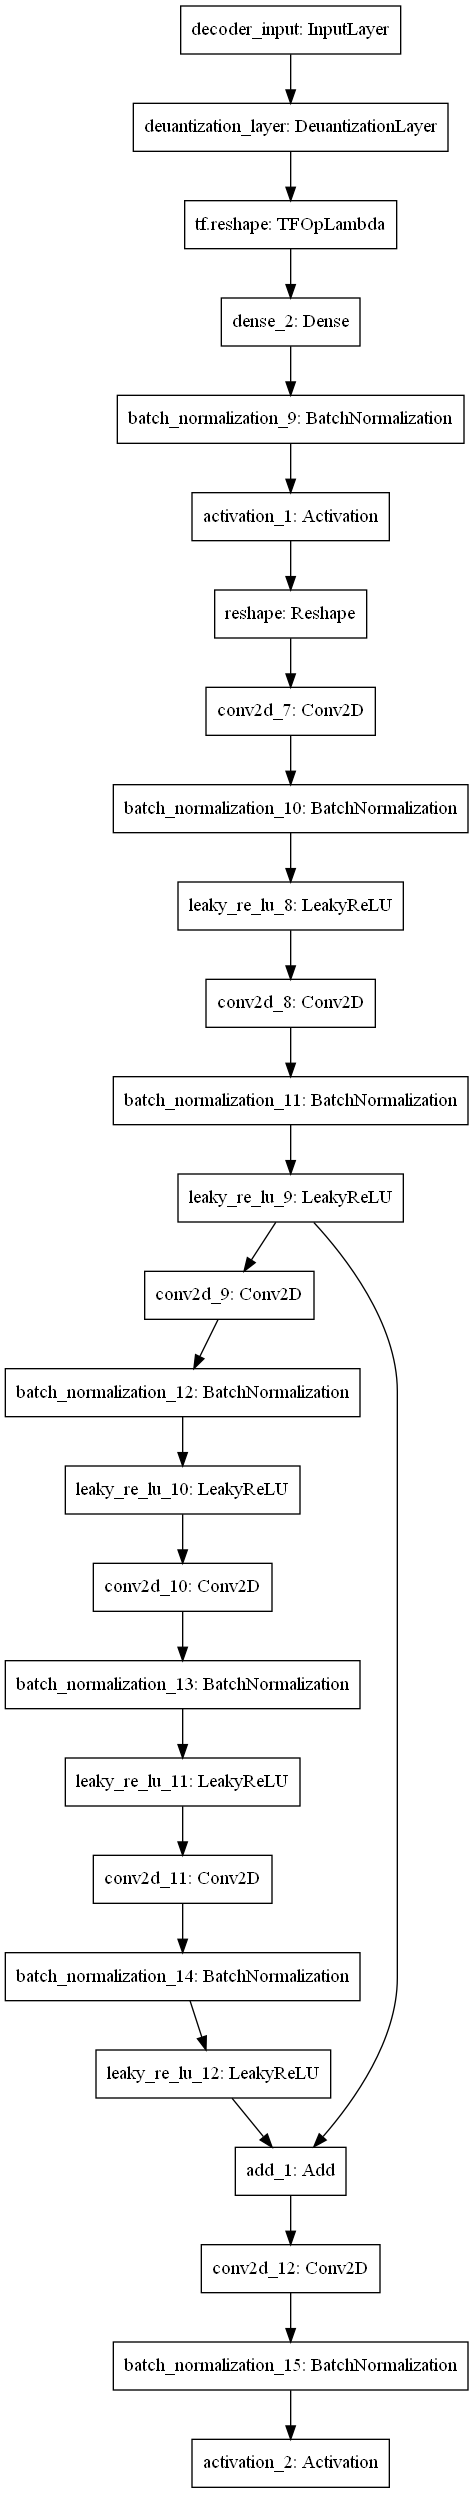 decoder_input: InputLayer
deuantization_layer: DeuantizationLayer
tf.reshape: TFOpLambda
dense_2: Dense
batch_normalization_9: BatchNormalization
activation_1: Activation
reshape: Reshape
conv2d_7: Conv2D
batch_normalization_10: BatchNormalization
leaky_re_lu_8: LeakyReLU
conv2d_8: Conv2D
batch_normalization_11: BatchNormalization
leaky_re_lu_9: LeakyReLU
conv2d_9: Conv2D
batch_normalization_12: BatchNormalization
leaky_re_lu_10: LeakyReLU
conv2d_10: Conv2D
batch_normalization_13: BatchNormalization
leaky_re_lu_11: LeakyReLU
conv2d_11: Conv2D
batch_normalization_14: BatchNormalization
leaky_re_lu_12: LeakyReLU
add_1: Add
conv2d_12: Conv2D
batch_normalization_15: BatchNormalization
activation_2: Activation